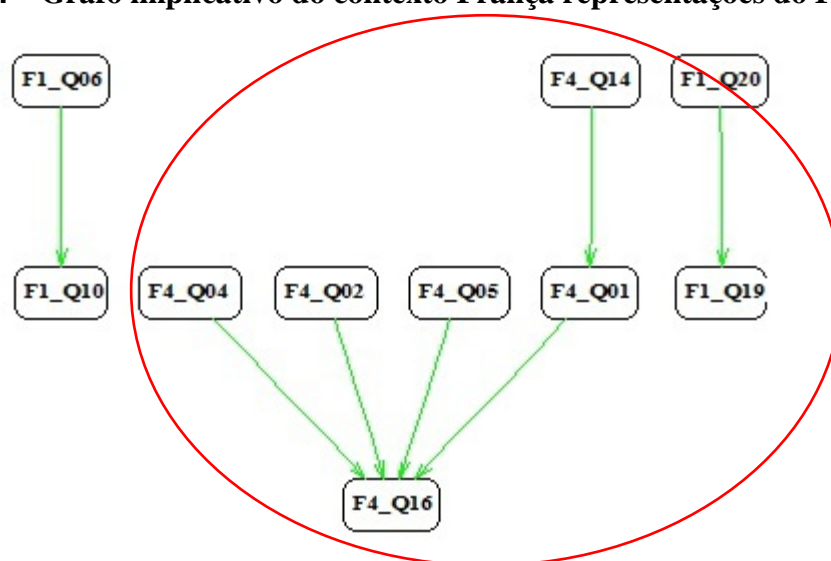 Grafo implicativo do contexto França representações do
F1_Q06 F4_Q14 F1_Q20
F1_Q10 F4_Q04 F4_Q02 F4_Q05 F4_Q01 F1_Q19
F4_Q16